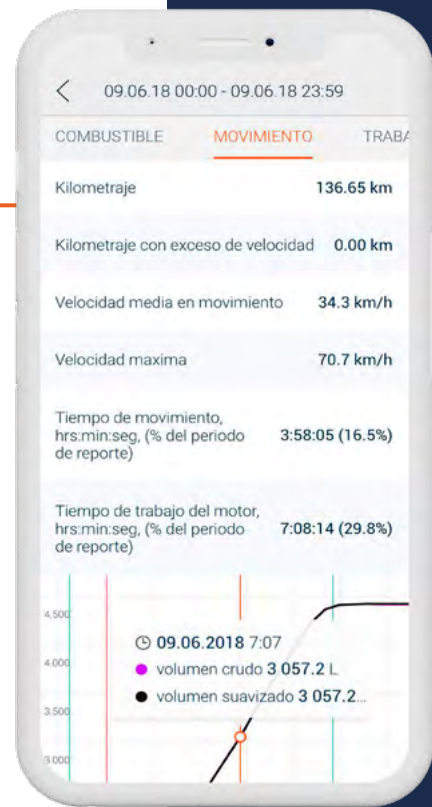 09.06.18 00:00 - 09.06.18 23:59
COMBUSTIBLE MOVIMIENTO TRABA
Kilometraje 136.65 km
Kilometraje con exceso de velocidad 0.00 km
Velocidad media en movimiento 34.3 km/h
Velocidad maxima 70.7 km/h
Tiempo de movimiento,
hrs:min:seg, (% del periodo 3:58:05 (16.5%)
de reporte)
Tiempo de trabajo del motor,
hrs:min:seg, (% del periodo 7:08:14 (29.8%)
de reporte)
4.500
09.06.2018 7:07
4.000
volumen crudo 3 057.2 L
volumen suavizado 3 057.2...
3.500
3.000